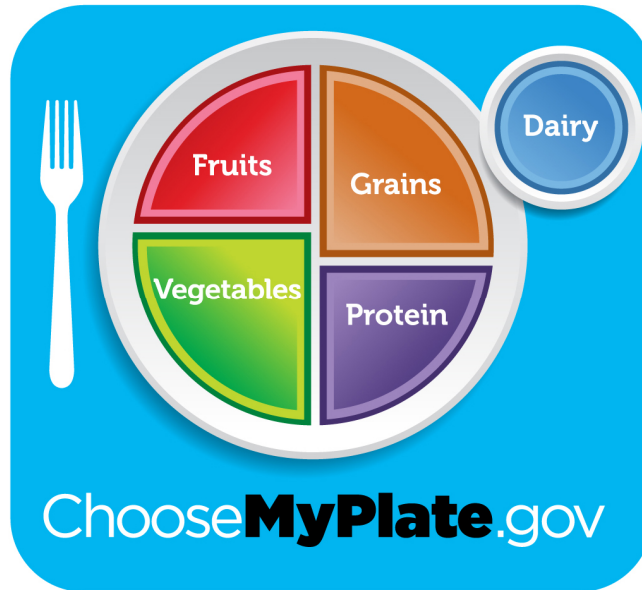 Fruits
Grains
Dairy
Vegetables
Protein
ChooseMyPlate.gov